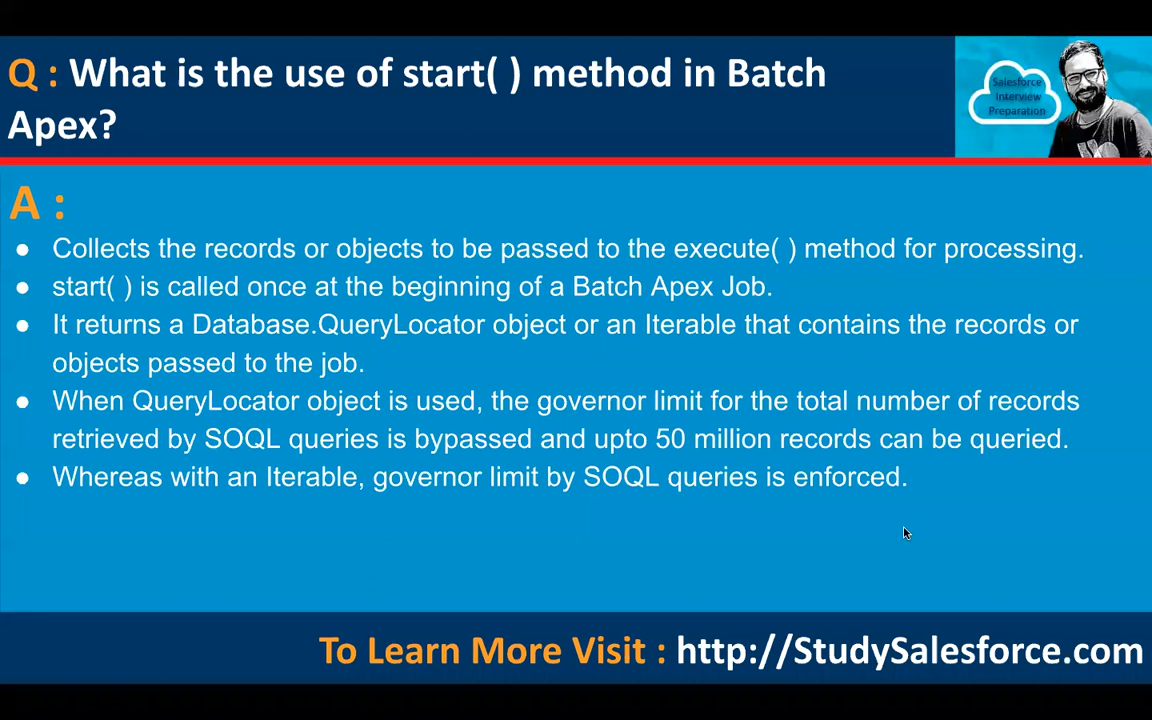 Q : What is the use of start( ) method in Batch
Apex?
Salesforce
Interview
Preparation
A :
● Collects the records or objects to be passed to the execute( ) method for processing.
● start( ) is called once at the beginning of a Batch Apex Job.
● It returns a Database.QueryLocator object or an Iterable that contains the records or
objects passed to the job.
● When QueryLocator object is used, the governor limit for the total number of records
retrieved by SOQL queries is bypassed and upto 50 million records can be queried.
● Whereas with an Iterable, governor limit by SOQL queries is enforced.
To Learn More Visit : http://StudySalesforce.com